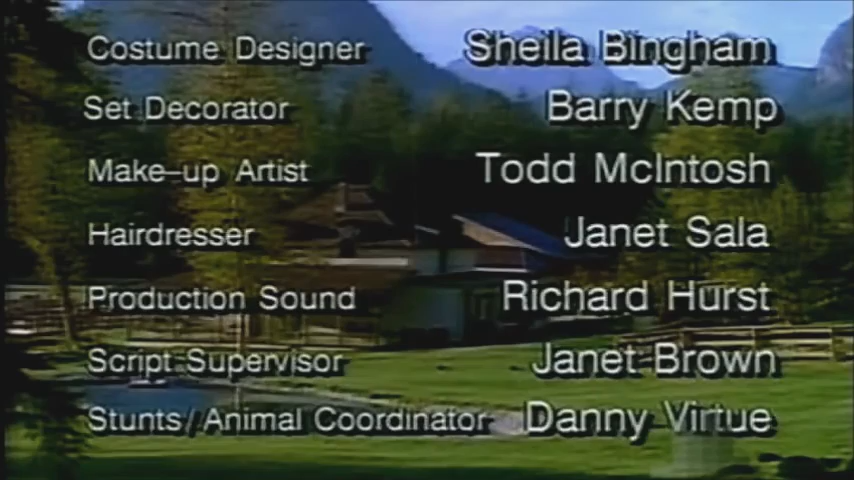 Costume Designer Sheila Bingham
Set Decorator Barry Kemp
Make-up Artist Todd McIntosh
Hairdresser Janet Sala
Production Sound Richard Hurst
Script Supervisor Janet Brown
Stunts/Animal Coordinator Danny Virtue